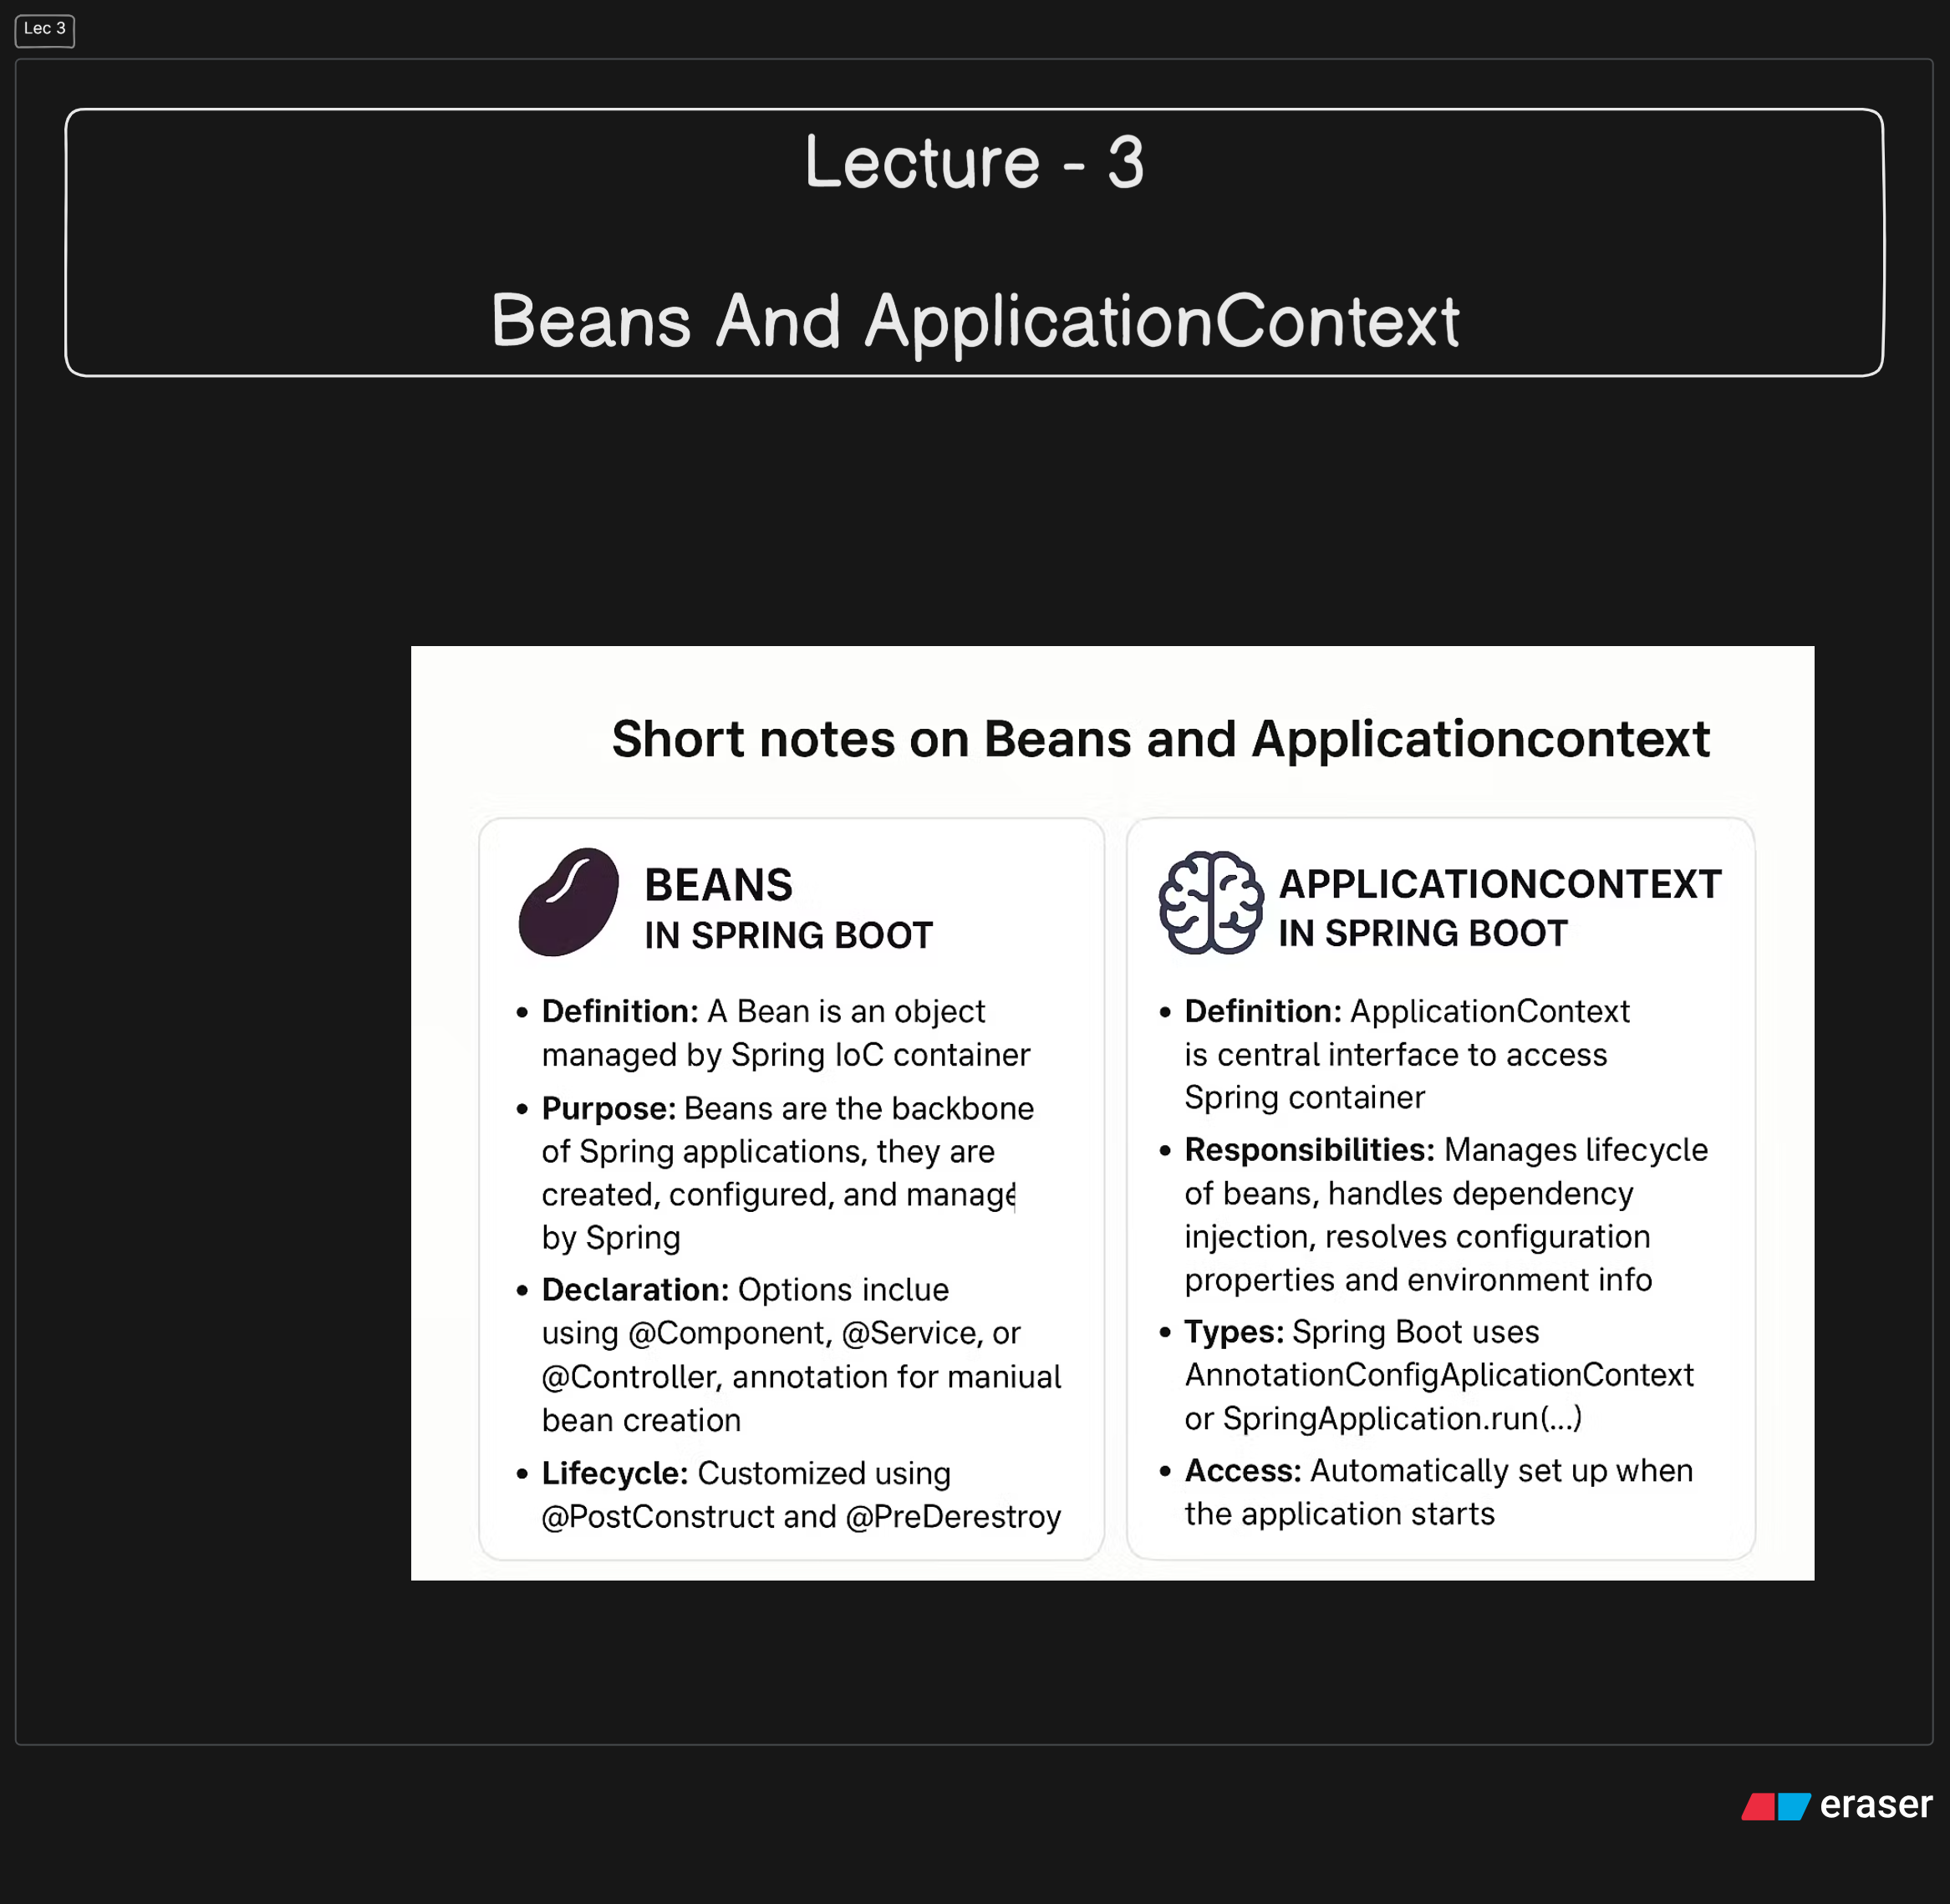 Lec 3
Lecture - 3
Beans And ApplicationContext
Short notes on Beans and Applicationcontext
BEANS
IN SPRING BOOT
• Definition: A Bean is an object
managed by Spring IoC container
• Purpose: Beans are the backbone
of Spring applications, they are
created, configured, and manage
by Spring
• Declaration: Options inclue
using @Component, @Service, or
@Controller, annotation for maniual
bean creation
• Lifecycle: Customized using
@PostConstruct and @PreDerestroy
APPLICATIONCONTEXT
IN SPRING BOOT
• Definition: ApplicationContext
is central interface to access
Spring container
• Responsibilities: Manages lifecycle
of beans, handles dependency
injection, resolves configuration
properties and environment info
• Types: Spring Boot uses
AnnotationConfigAplicationContext
or SpringApplication.run(...)
• Access: Automatically set up when
the application starts
eraser